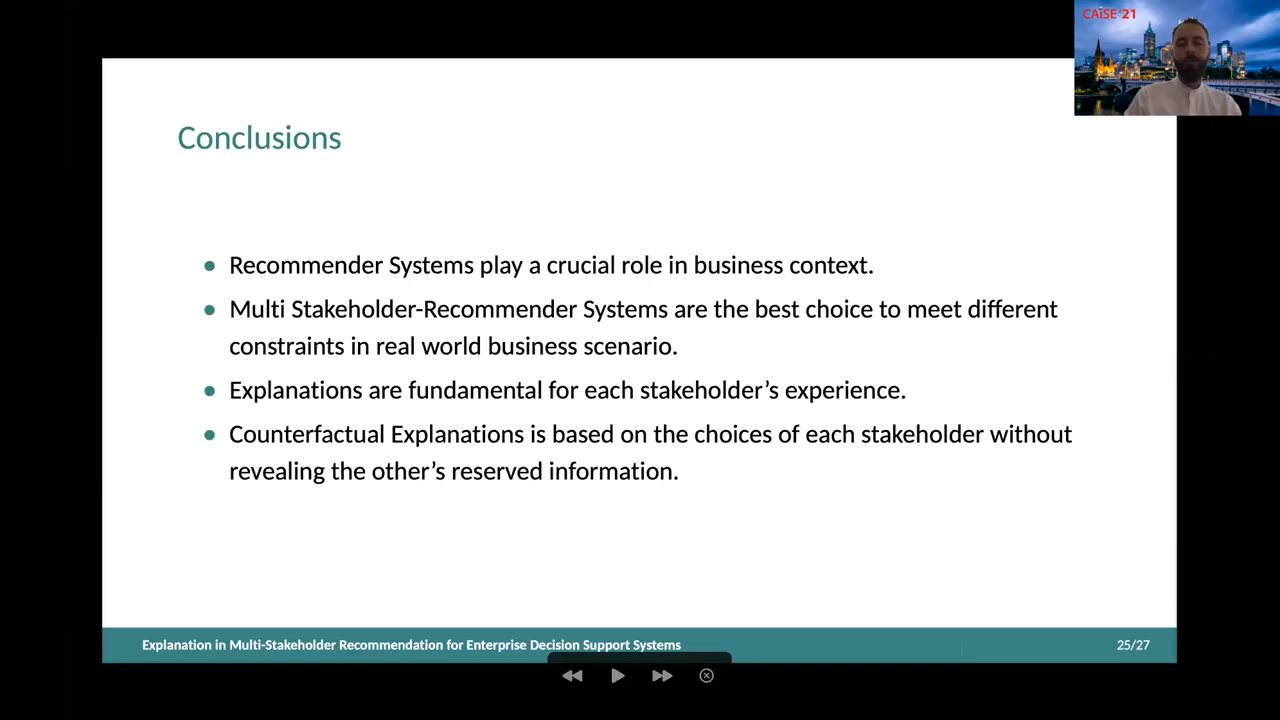 CAiSE '21
Conclusions
Recommender Systems play a crucial role in business context.
Multi Stakeholder-Recommender Systems are the best choice to meet different
constraints in real world business scenario.
Explanations are fundamental for each stakeholder’s experience.
Counterfactual Explanations is based on the choices of each stakeholder without
revealing the other’s reserved information.
Explanation in Multi-Stakeholder Recommendation for Enterprise Decision Support Systems
25/27